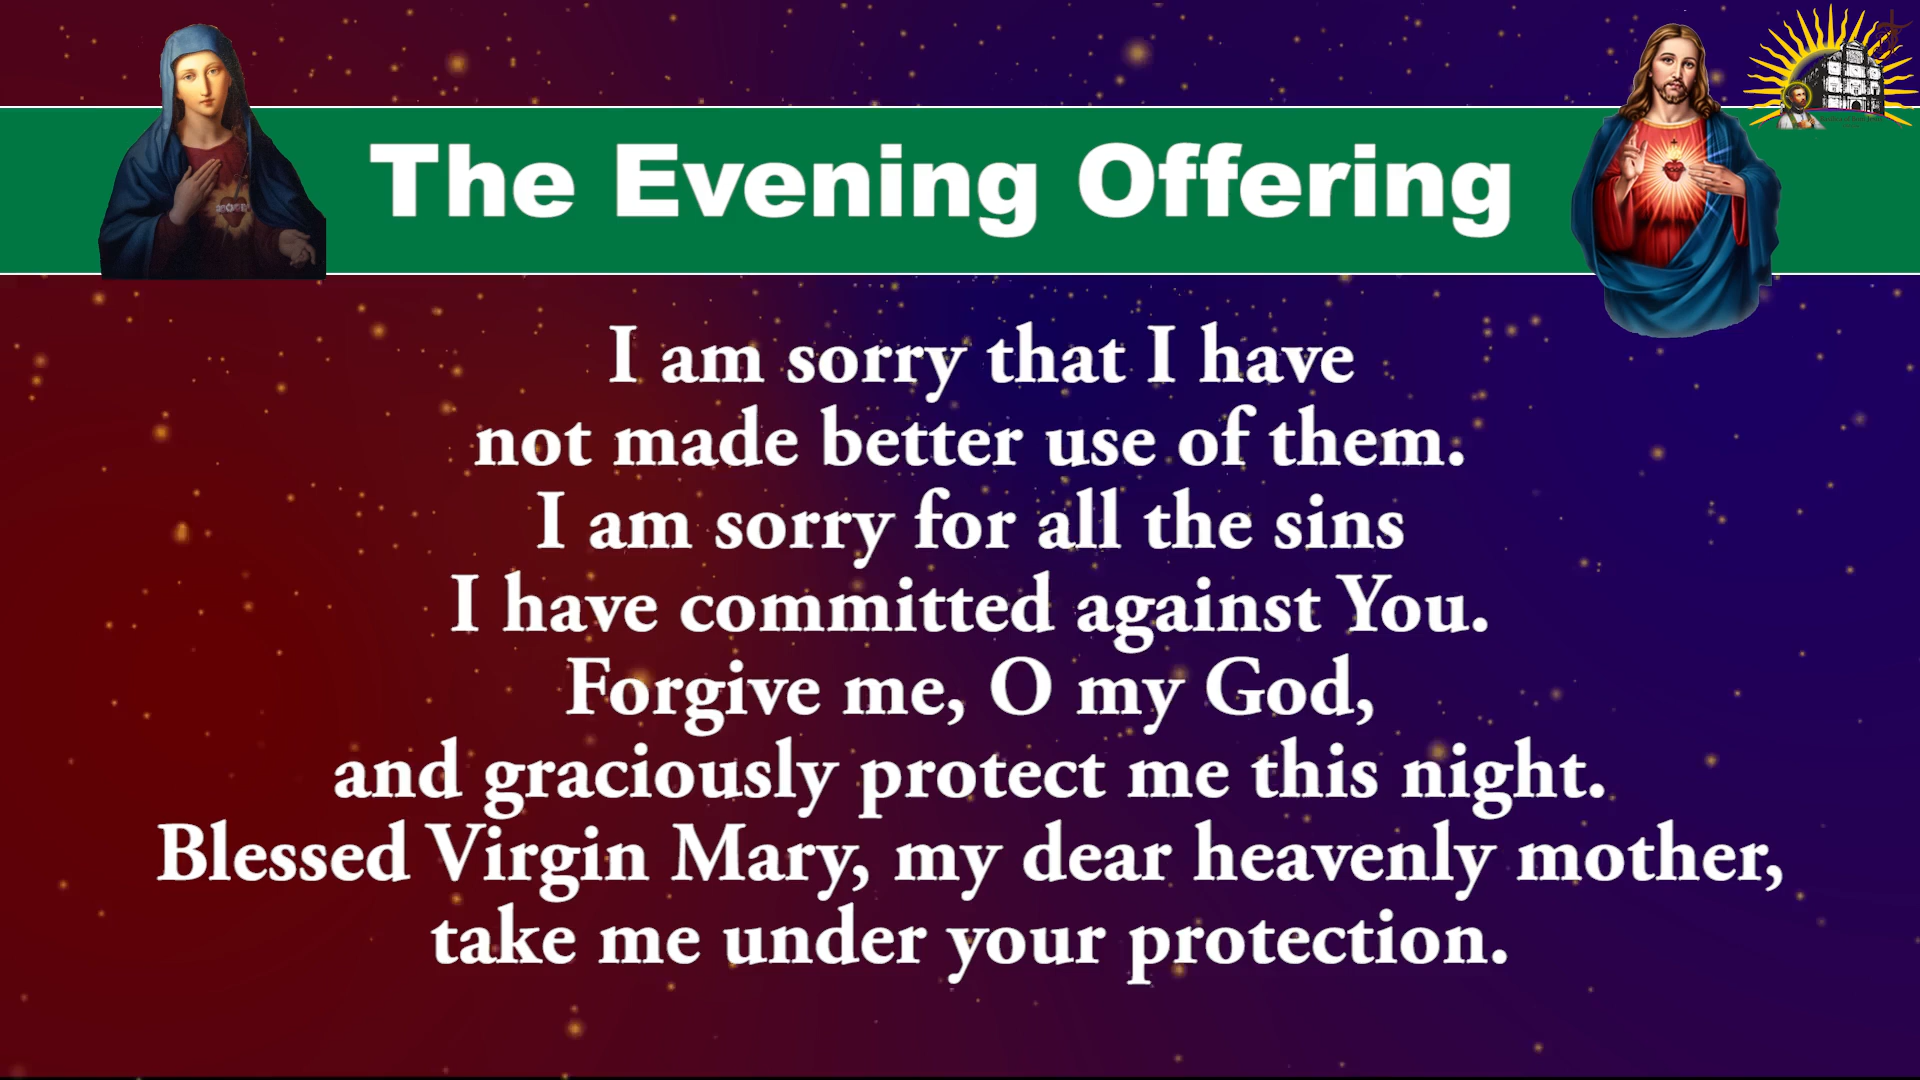 The Evening Offering
I am sorry that I have
not made better use of them.
I am sorry for all the sins
I have committed against You.
Forgive me, O my God,
and graciously protect me this night.
Blessed Virgin Mary, my dear heavenly mother,
take me under your protection.